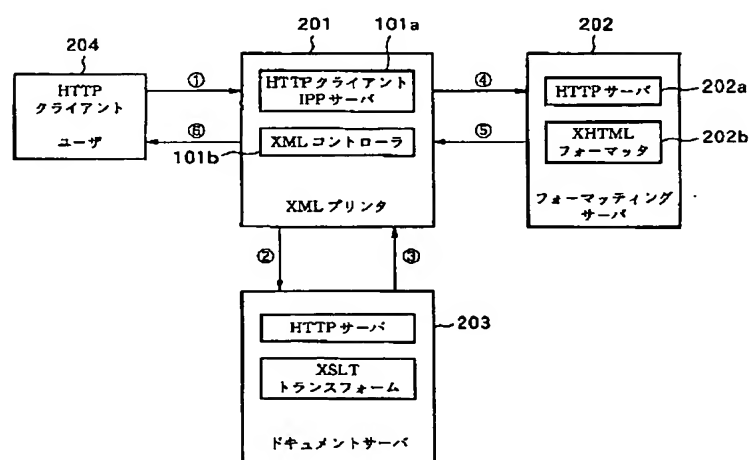 204
HTTP
クライアント
ユーザ
①
⑥
201
101a
HTTPクライアント
IPPサーバ
XMLコントローラ
101b
XMLプリンタ
④
⑤
202
HTTPサーバ
202a
XHTML
フォーマッタ
202b
フォーマッティング
サーバ
②
③
HTTPサーバ
203
XSLT
トランスフォーム
ドキュメントサーバ